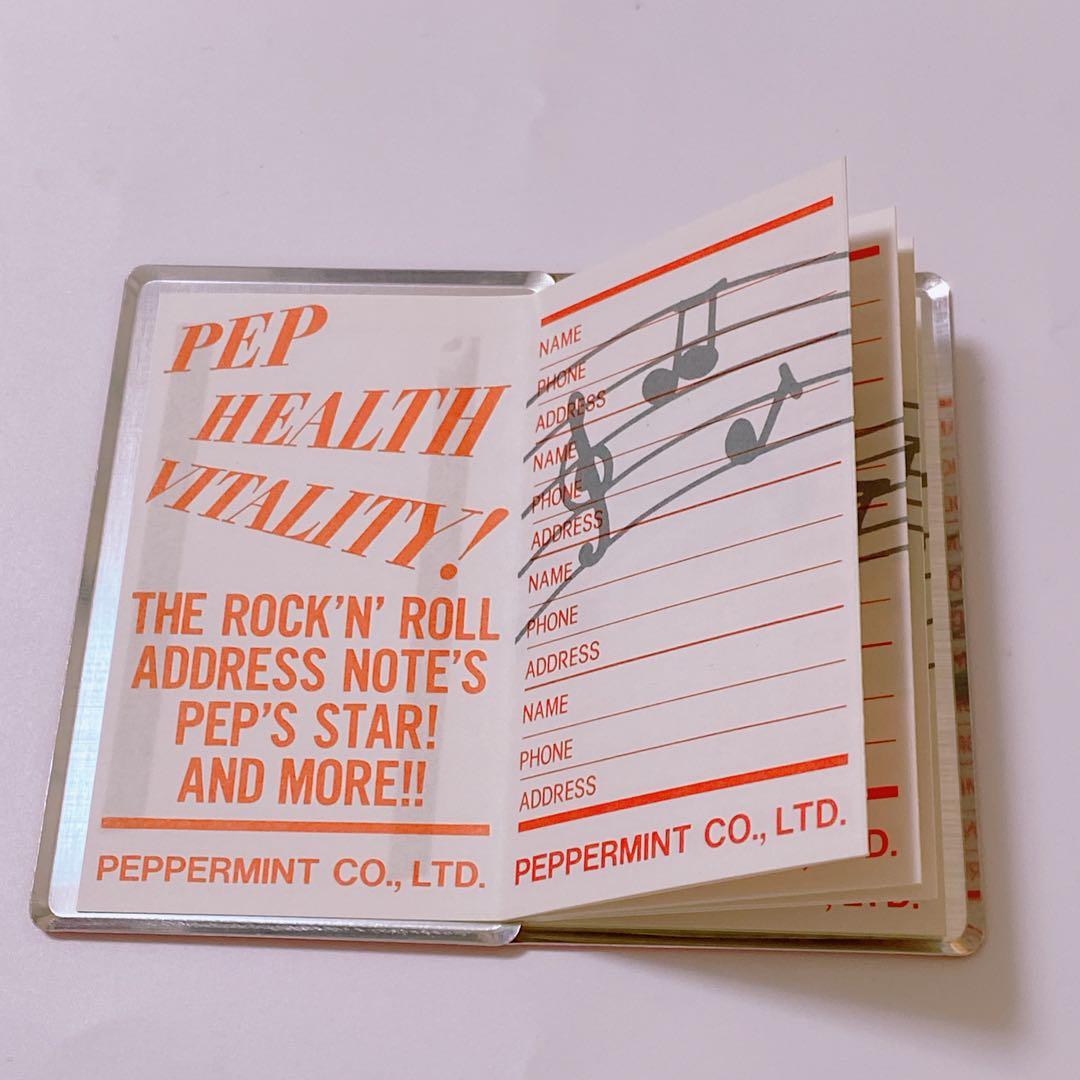 PEP
HEALTH
VITALITY!
THE ROCK'N' ROLL
ADDRESS NOTE'S
PEP'S STAR!
AND MORE!!
PEPPERMINT CO., LTD.
NAME
PHONE
ADDRESS
NAME
PHONE
ADDRESS
NAME
PHONE
ADDRESS
NAME
PHONE
ADDRESS
PEPPERMINT CO., LTD.
D.
, LTD.